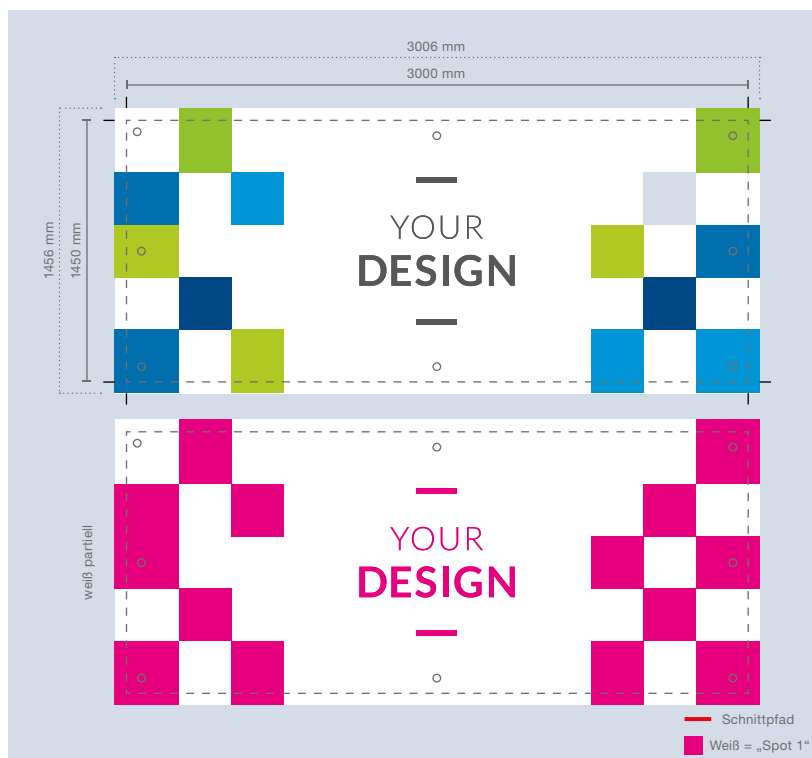 3006 mm
3000 mm
1456 mm
1450 mm
YOUR
DESIGN
weiß partiell
YOUR
DESIGN
Schnittpfad
Weiß = „Spot 1“